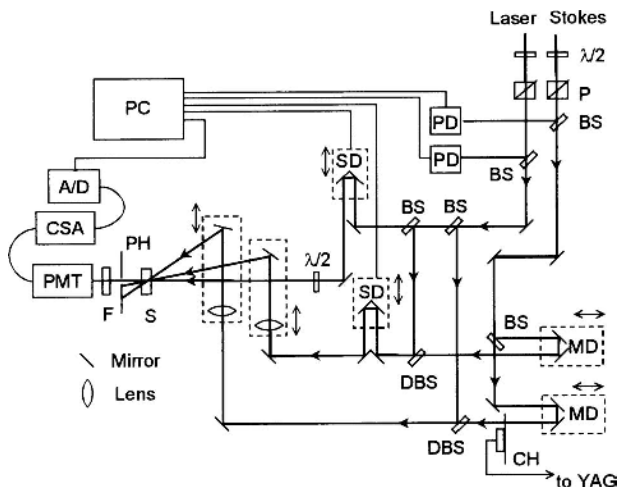 Laser Stokes
λ/2
P
PC
PD
BS
PD
BS
SD
A/D
BS BS
CSA
PH
λ/2
SD
PMT
F S
BS
MD
Mirror
DBS
Lens
MD
DBS
CH
to YAG